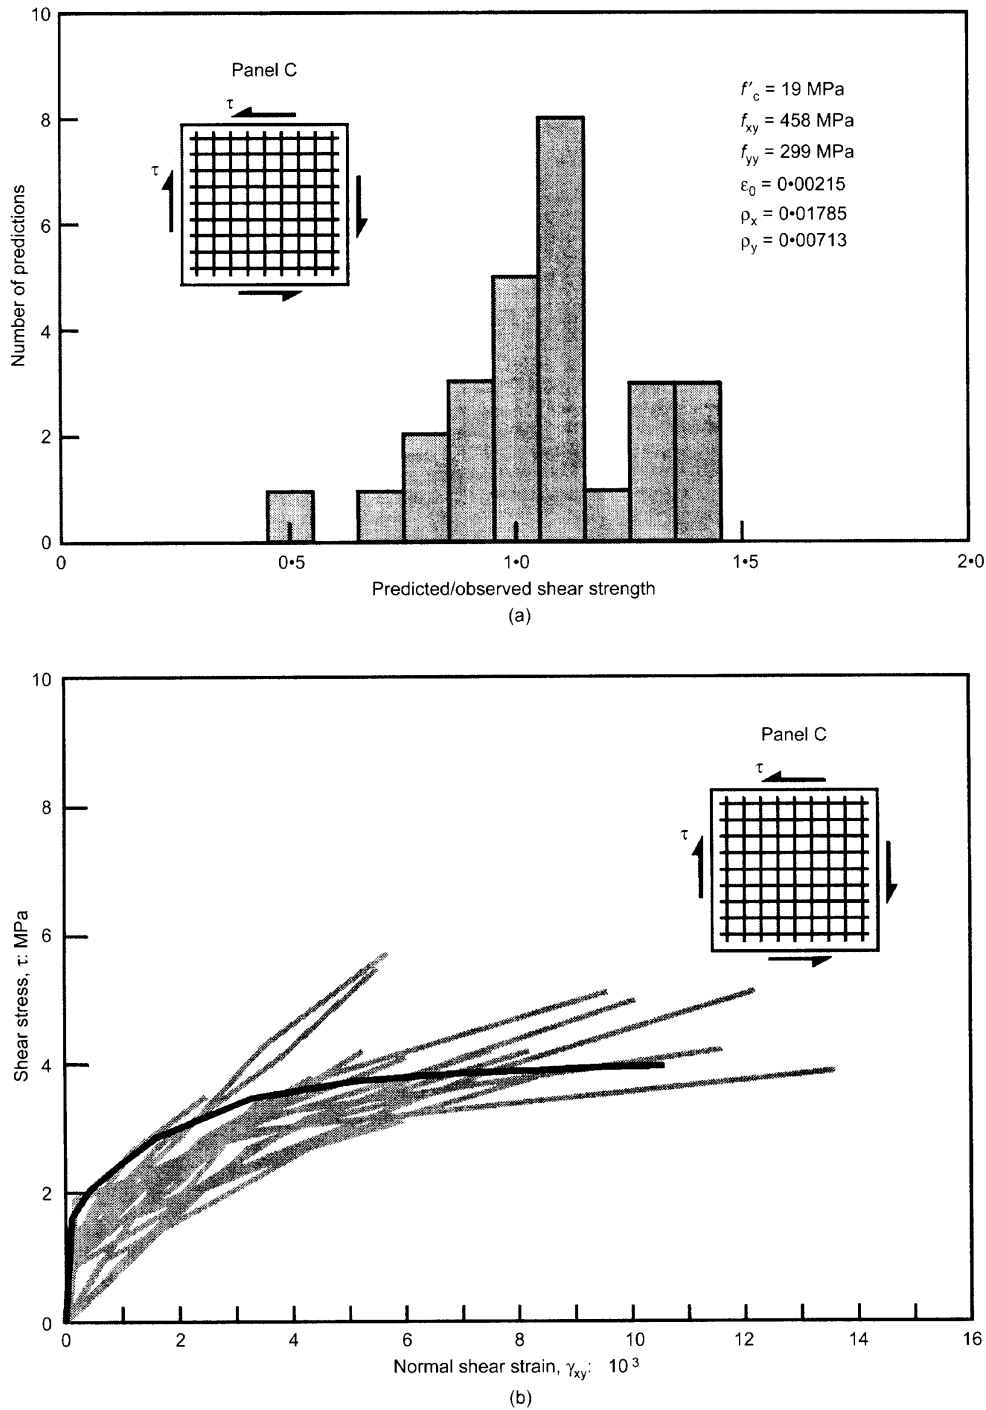 10
8
6
4
2
0
Number of predictions
Panel C
τ
τ
f′c = 19 MPa
fxy = 458 MPa
fyy = 299 MPa
ε0 = 0•00215
ρx = 0•01785
ρy = 0•00713
0 0•5 1•0 1•5 2•0
Predicted/observed shear strength
(a)
10
8
6
4
2
0
Shear stress, τ: MPa
Panel C
τ
τ
0 2 4 6 8 10 12 14 16
Normal shear strain, γxy: 10 3
(b)